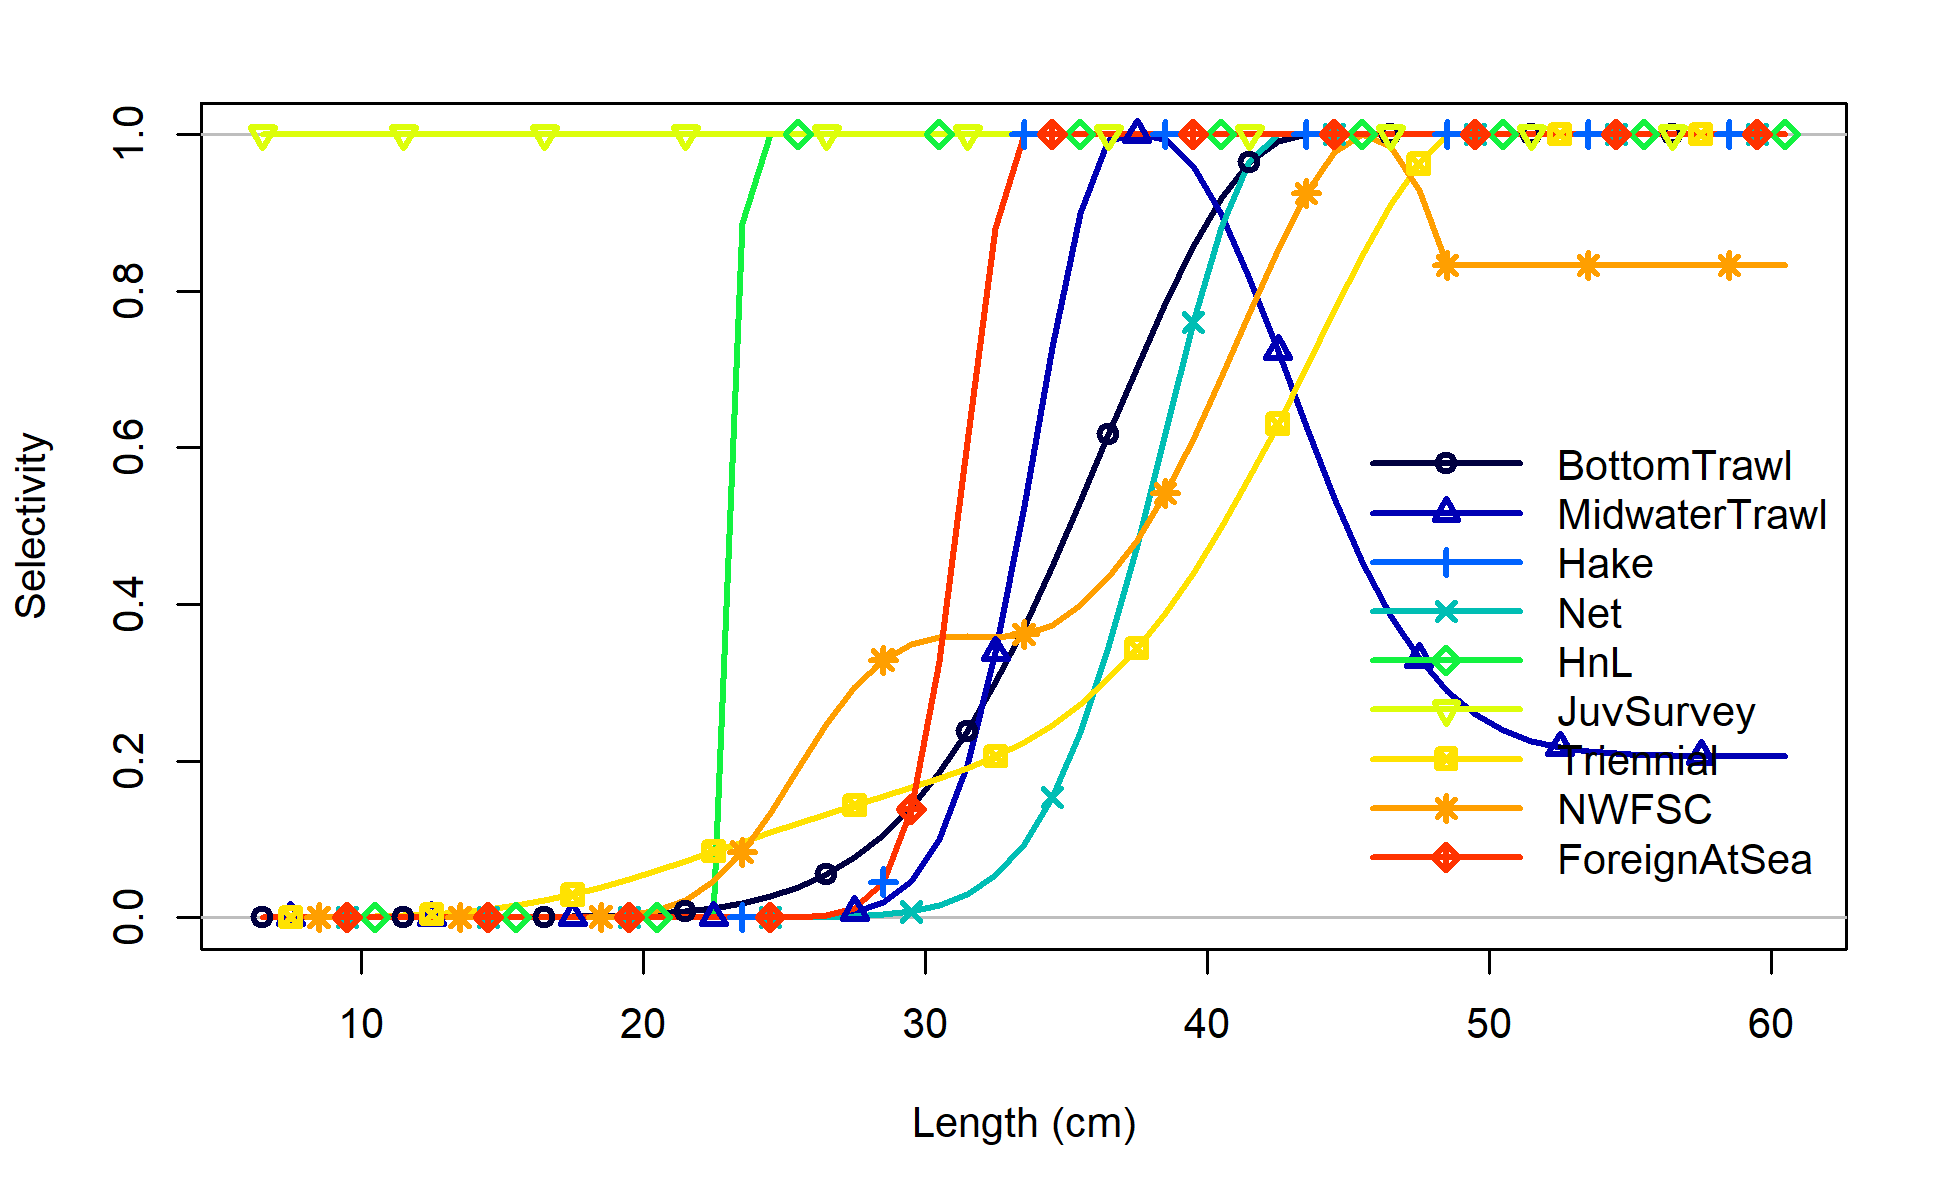 1.0
0.8
0.6
0.4
0.2
0.0
Selectivity
BottomTrawl
MidwaterTrawl
Hake
Net
HnL
JuvSurvey
Triennial
NWFSC
ForeignAtSea
10 20 30 40 50 60
Length (cm)